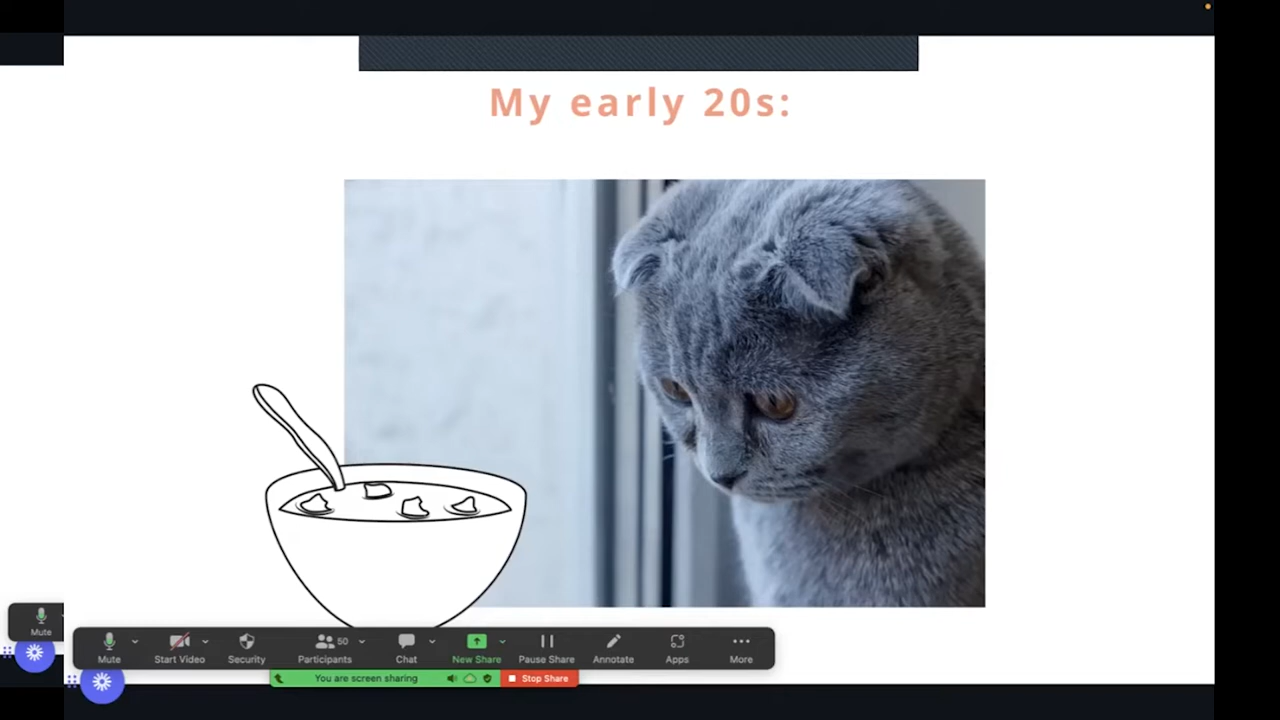 My early 20s:
Mute
Mute
Start Video
Security
50
Participants
Chat
New Share
Pause Share
Annotate
Apps
More
You are screen sharing
Stop Share